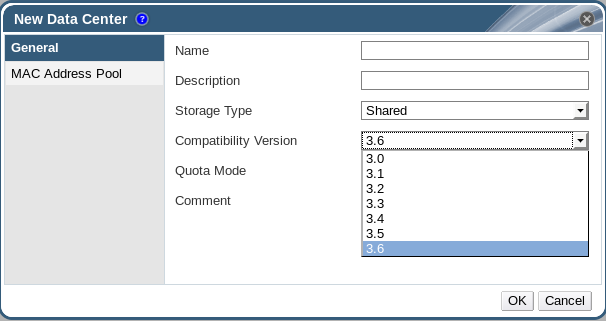 New Data Center ?
General
MAC Address Pool
Name
Description
Storage Type Shared
Compatibility Version 3.6
3.0
3.1
3.2
3.3
3.4
3.5
3.6
Quota Mode
Comment
OK Cancel